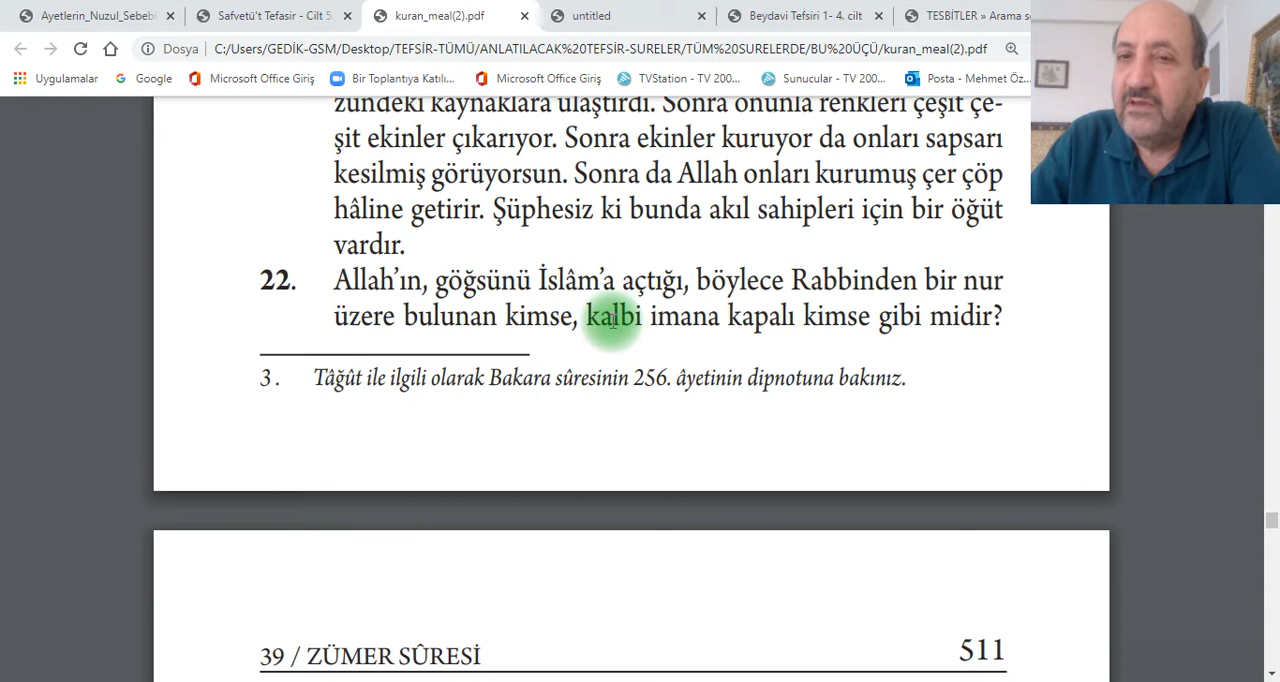 Ayetlerin_Nuzul_Sebebi
Safvetü't Tefasir - Cilt 5
kuran_meal(2).pdf
untitled
Beydavi Tefsiri 1- 4. cilt
TESBİTLER » Arama
Dosya
C:/Users/GEDİK-GSM/Desktop/TEFSİR-TÜMÜ/ANLATILACAK%20TEFSİR-SURELER/TÜM%20SURELERDE/BU%20ÜÇÜ/kuran_meal(2).pdf
Uygulamalar
Google
Microsoft Office Giriş
Bir Toplantıya Katılı...
Microsoft Office Giriş
TVStation - TV 200...
Sunucular - TV 200...
Posta - Mehmet Öz...
zündeki kaynaklara ulaştırdı. Sonra onunla renkleri çeşit çe-
şit ekinler çıkarıyor. Sonra ekinler kuruyor da onları sapsarı
kesilmiş görüyorsun. Sonra da Allah onları kurumuş çer çöp
hâline getirir. Şüphesiz ki bunda akıl sahipleri için bir öğüt
vardır.
22. Allah'ın, göğsünü İslâm'a açtığı, böylece Rabbinden bir nur
üzere bulunan kimse, kalbi imana kapalı kimse gibi midir?
3. Tâğût ile ilgili olarak Bakara sûresinin 256. âyetinin dipnotuna bakınız.
39 / ZÜMER SÛRESİ
511